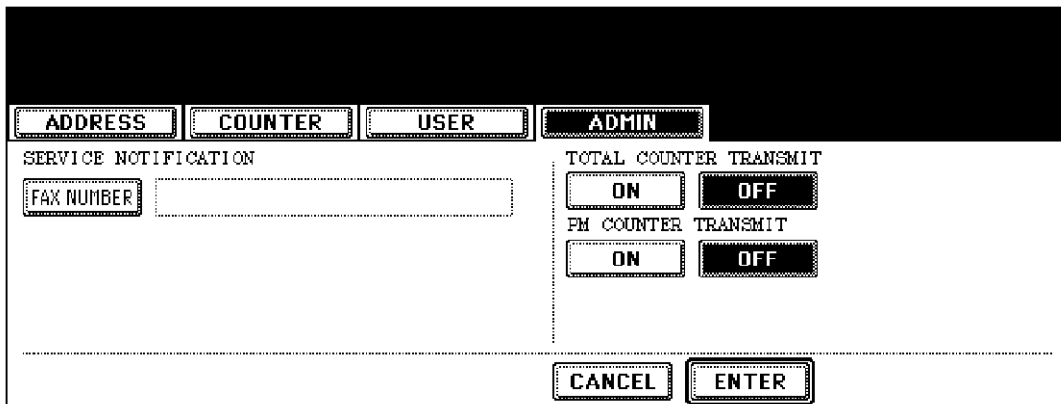 ADDRESS COUNTER USER ADMIN
SERVICE NOTIFICATION
FAX NUMBER
TOTAL COUNTER TRANSMIT
ON OFF
PM COUNTER TRANSMIT
ON OFF
CANCEL ENTER